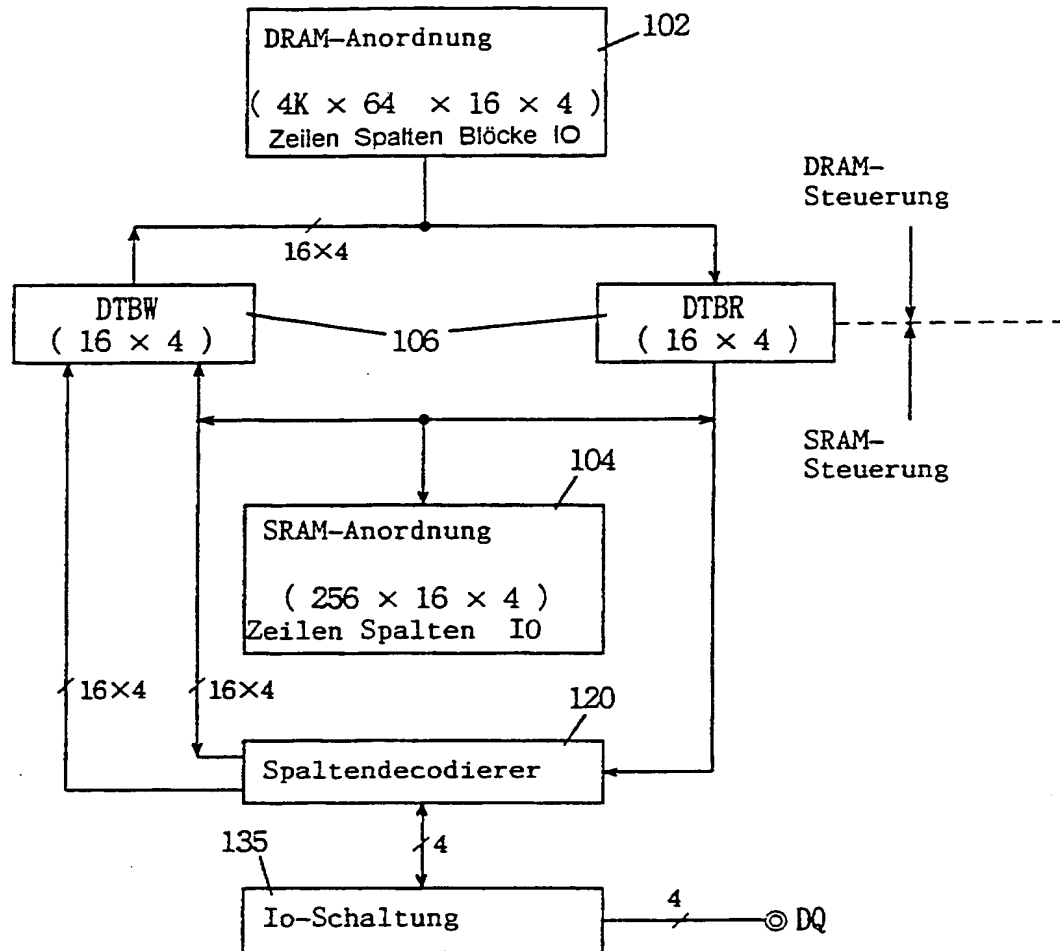 DRAM-Anordnung
102
( 4K × 64 × 16 × 4 )
Zeilen Spalten Blöcke IO
DRAM-
Steuerung
16×4
DTBW
( 16 × 4 )
106
DTBR
( 16 × 4 )
SRAM-
Steuerung
104
SRAM-Anordnung
( 256 × 16 × 4 )
Zeilen Spalten IO
16×4
16×4
120
Spaltendecodierer
4
135
Io-Schaltung
4
DQ